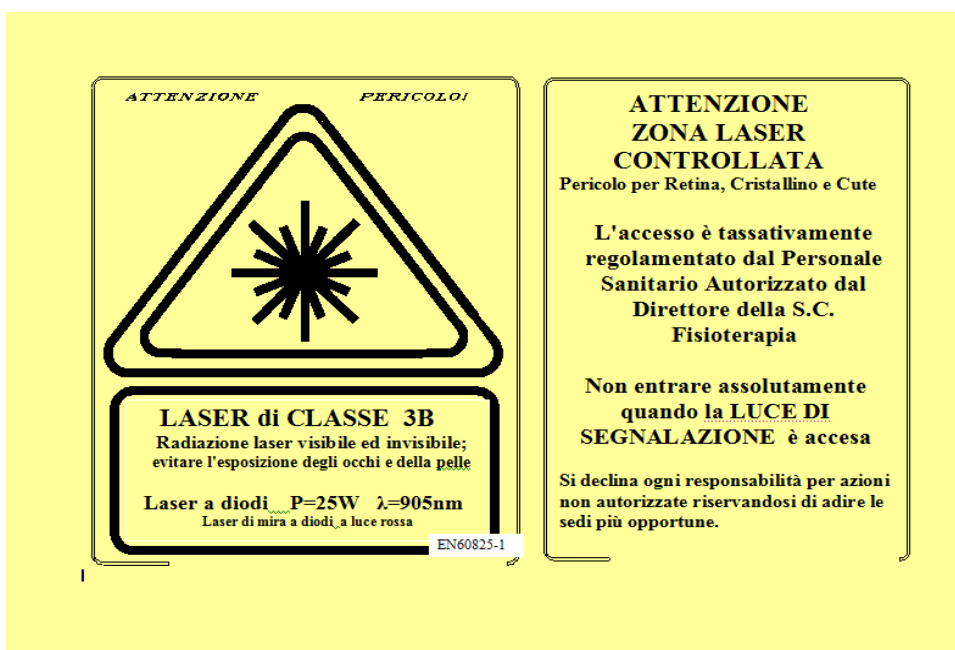 ATTENZIONE PERICOLO!
LASER di CLASSE 3B
Radiazione laser visibile ed invisibile;
evitare l'esposizione degli occhi e della pelle
Laser a diodi P=25W λ=905nm
Laser di mira a diodi a luce rossa
EN60825-1
ATTENZIONE
ZONA LASER
CONTROLLATA
Pericolo per Retina, Cristallino e Cute
L'accesso è tassativamente
regolamentato dal Personale
Sanitario Autorizzato dal
Direttore della S.C.
Fisioterapia
Non entrare assolutamente
quando la LUCE DI
SEGNALAZIONE è accesa
Si declina ogni responsabilità per azioni
non autorizzate riservandosi di adire le
sedi più opportune.